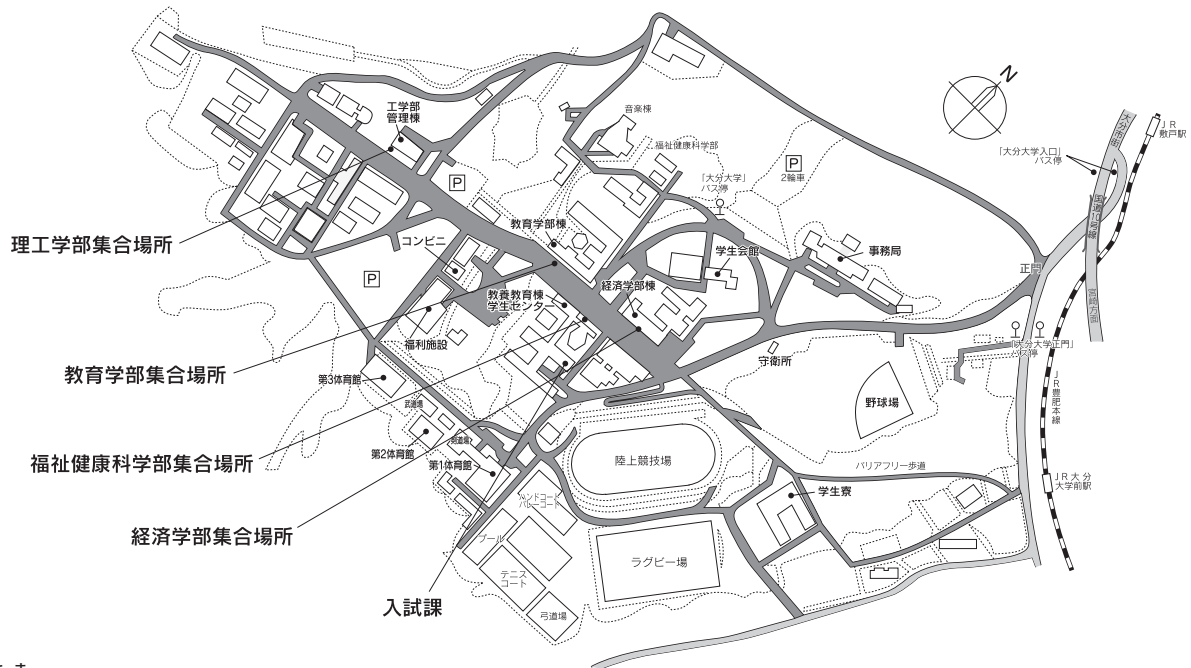 N
大分市街
JR
敷戸駅
「大分大学入口」
バス停
工学部
管理棟
音楽棟
福祉健康科学部
P
P
2輪車
「大分大学」
バス停
国道10号線
理工学部集合場所
コンビニ
教育学部棟
学生会館
事務局
正門
P
教養教育棟
学生センター
経済学部棟
宮崎方面
福利施設
守衛所
「大分大学正門」
バス停
教育学部集合場所
第3体育館
武道場
野球場
JR豊肥本線
第2体育館
剣道場
第1体育館
陸上競技場
バリアフリー歩道
福祉健康科学部集合場所
ハンドコート
バレーコート
学生寮
JR大分
大学前駅
経済学部集合場所
プール
テニス
コート
ラグビー場
入試課
弓道場